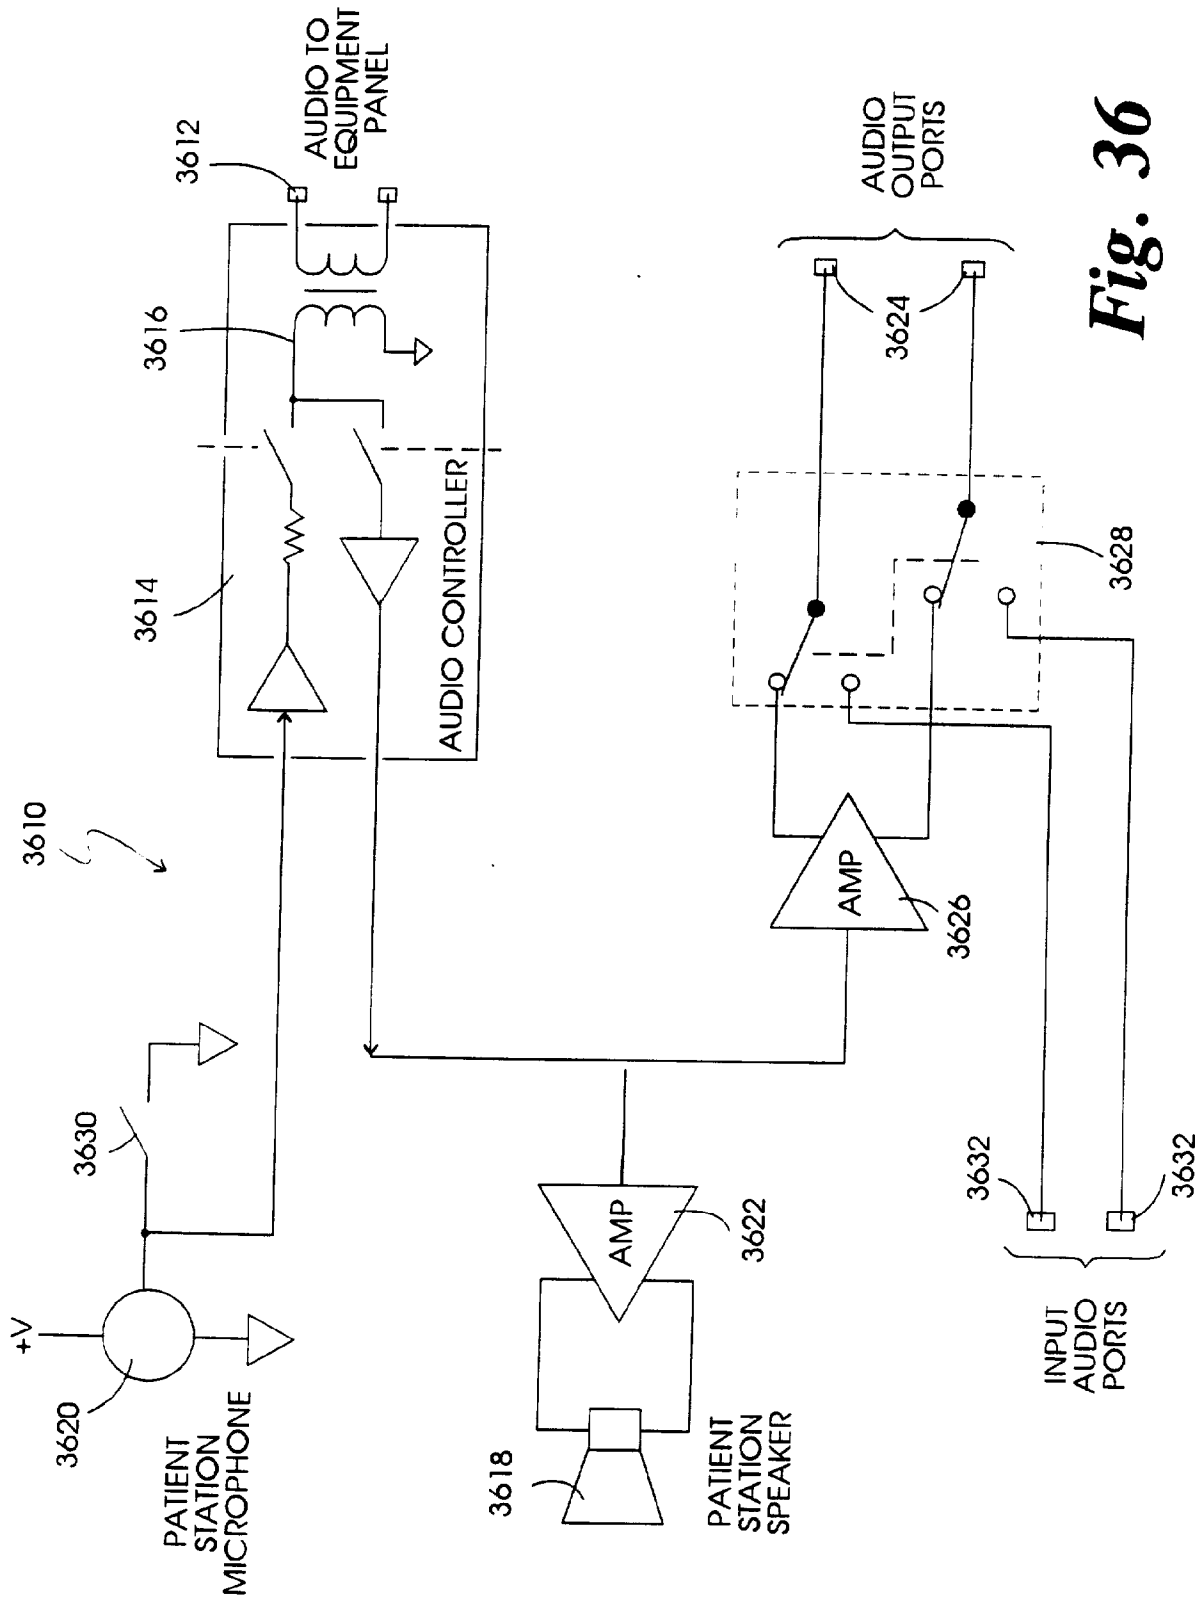 3610
+V
3620
PATIENT
STATION
MICROPHONE
3630
3614
3616
3612
AUDIO TO
EQUIPMENT
PANEL
AUDIO CONTROLLER
3618
PATIENT
STATION
SPEAKER
AMP
3622
AMP
3626
3628
3624
AUDIO
OUTPUT
PORTS
3632
3632
INPUT
AUDIO
PORTS
Fig. 36